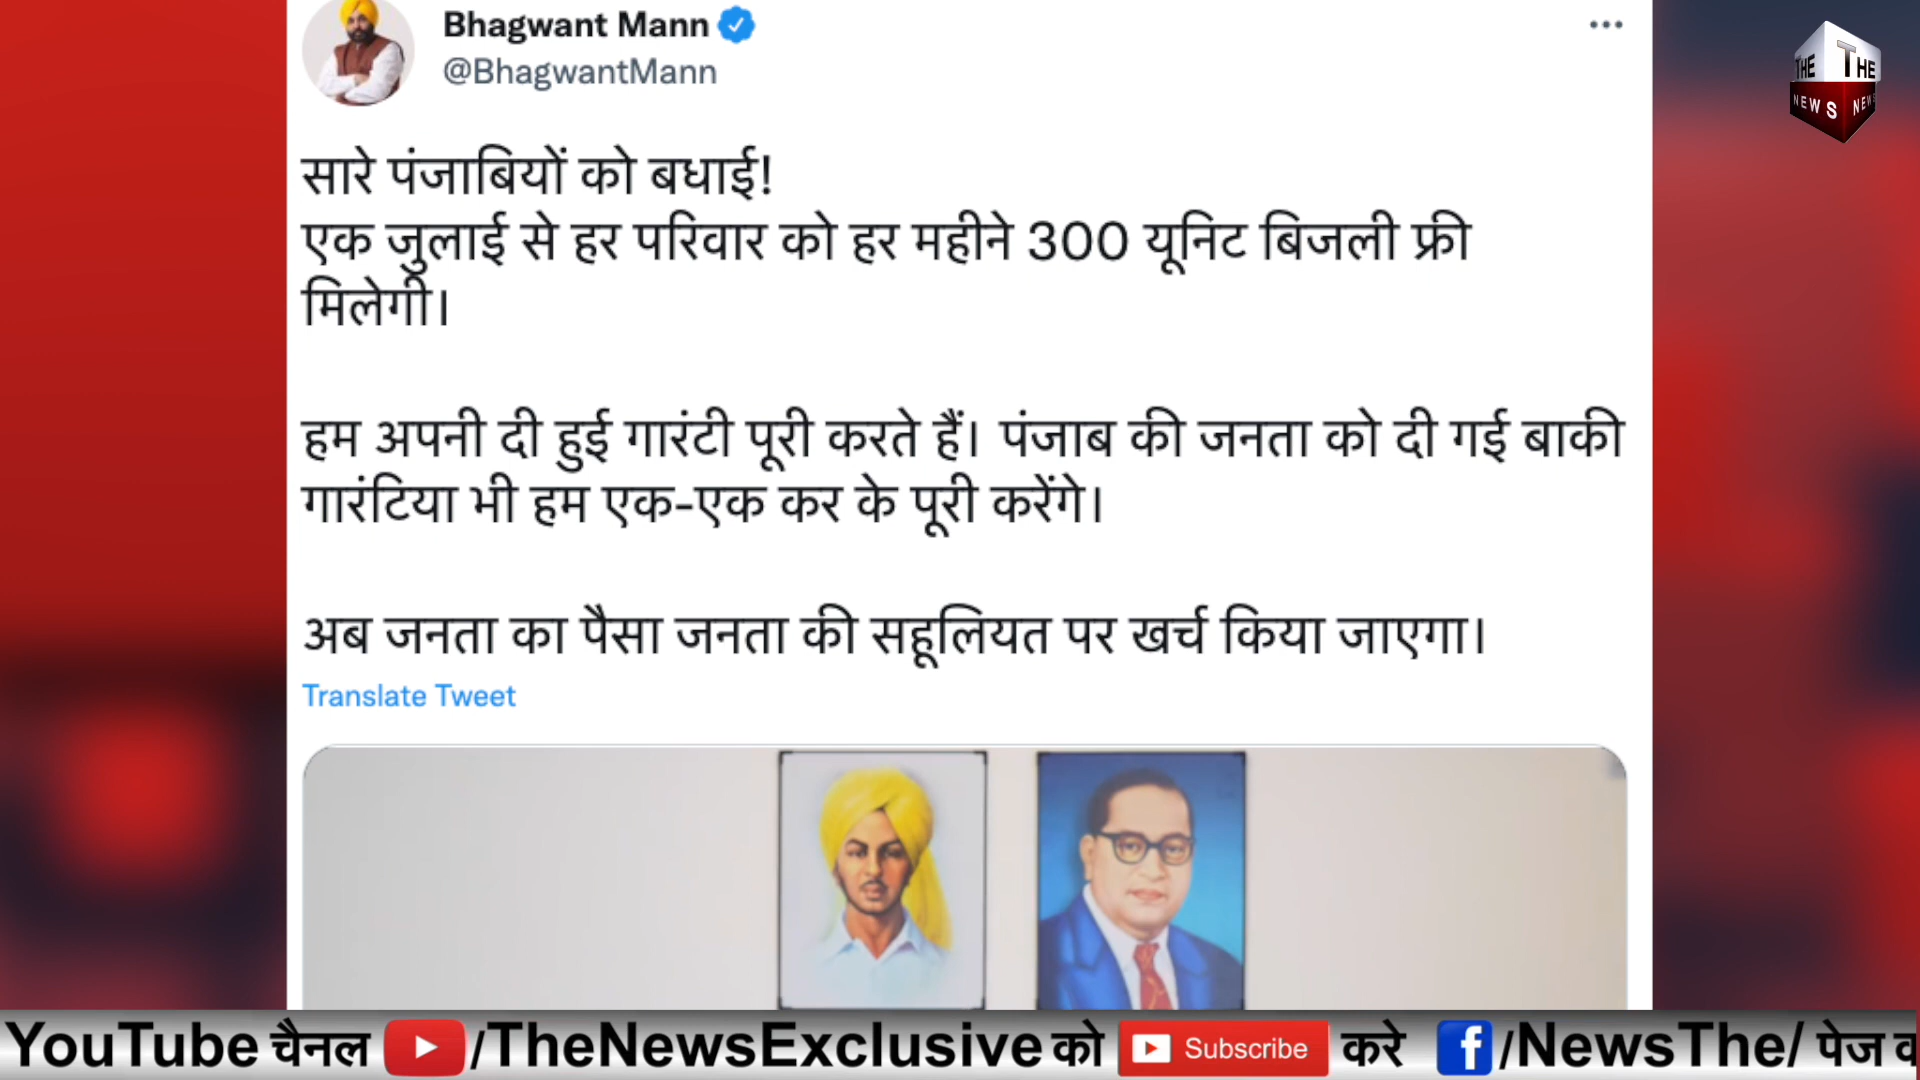 Bhagwant Mann
@BhagwantMann
THE THE
NEWS NEWS
सारे पंजाबियों को बधाई!
एक जुलाई से हर परिवार को हर महीने 300 यूनिट बिजली फ्री
मिलेगी।
हम अपनी दी हुई गारंटी पूरी करते हैं। पंजाब की जनता को दी गई बाकी
गारंटिया भी हम एक-एक कर के पूरी करेंगे।
अब जनता का पैसा जनता की सहूलियत पर खर्च किया जाएगा।
Translate Tweet
YouTube चैनल /TheNewsExclusive को Subscribe करे f /NewsThe/ पेज